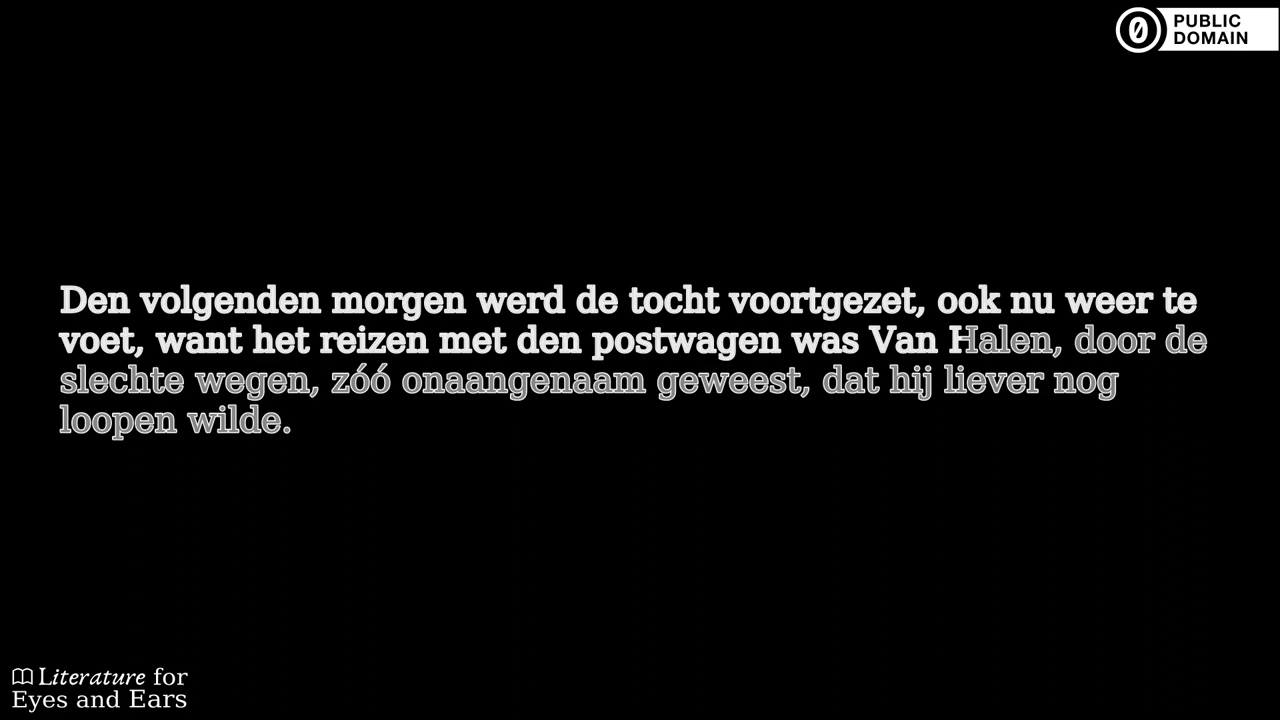 PUBLIC
DOMAIN
Den volgenden morgen werd de tocht voortgezet, ook nu weer te
voet, want het reizen met den postwagen was Van Halen, door de
slechte wegen, zóó onaangenaam geweest, dat hij liever nog
loopen wilde.
Literature for
Eyes and Ears